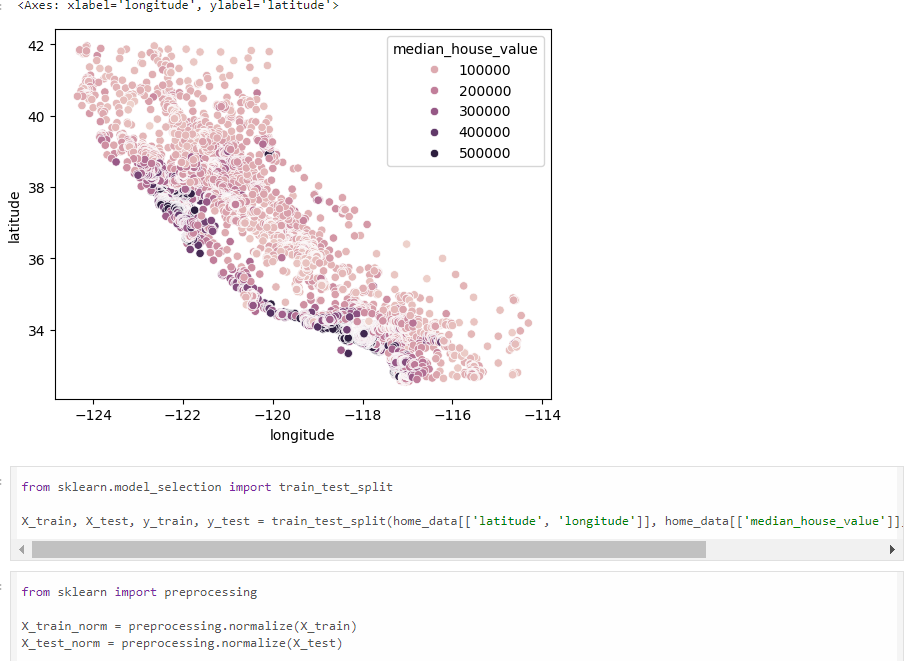 <Axes: xlabel='longitude', ylabel='latitude'>
median_house_value
100000
200000
300000
400000
500000
42
40
38
36
34
latitude
−124 −122 −120 −118 −116 −114
longitude
from sklearn.model_selection import train_test_split
X_train, X_test, y_train, y_test = train_test_split(home_data[['latitude', 'longitude']], home_data[['median_house_value']]
from sklearn import preprocessing
X_train_norm = preprocessing.normalize(X_train)
X_test_norm = preprocessing.normalize(X_test)